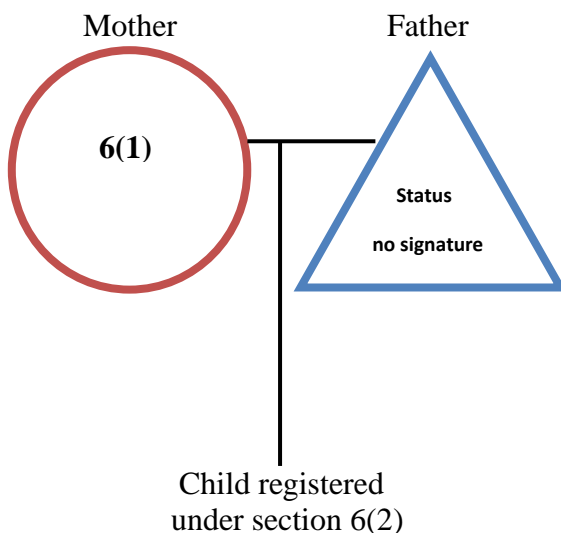 Mother
Father
6(1)
Status
no signature
Child registered
under section 6(2)